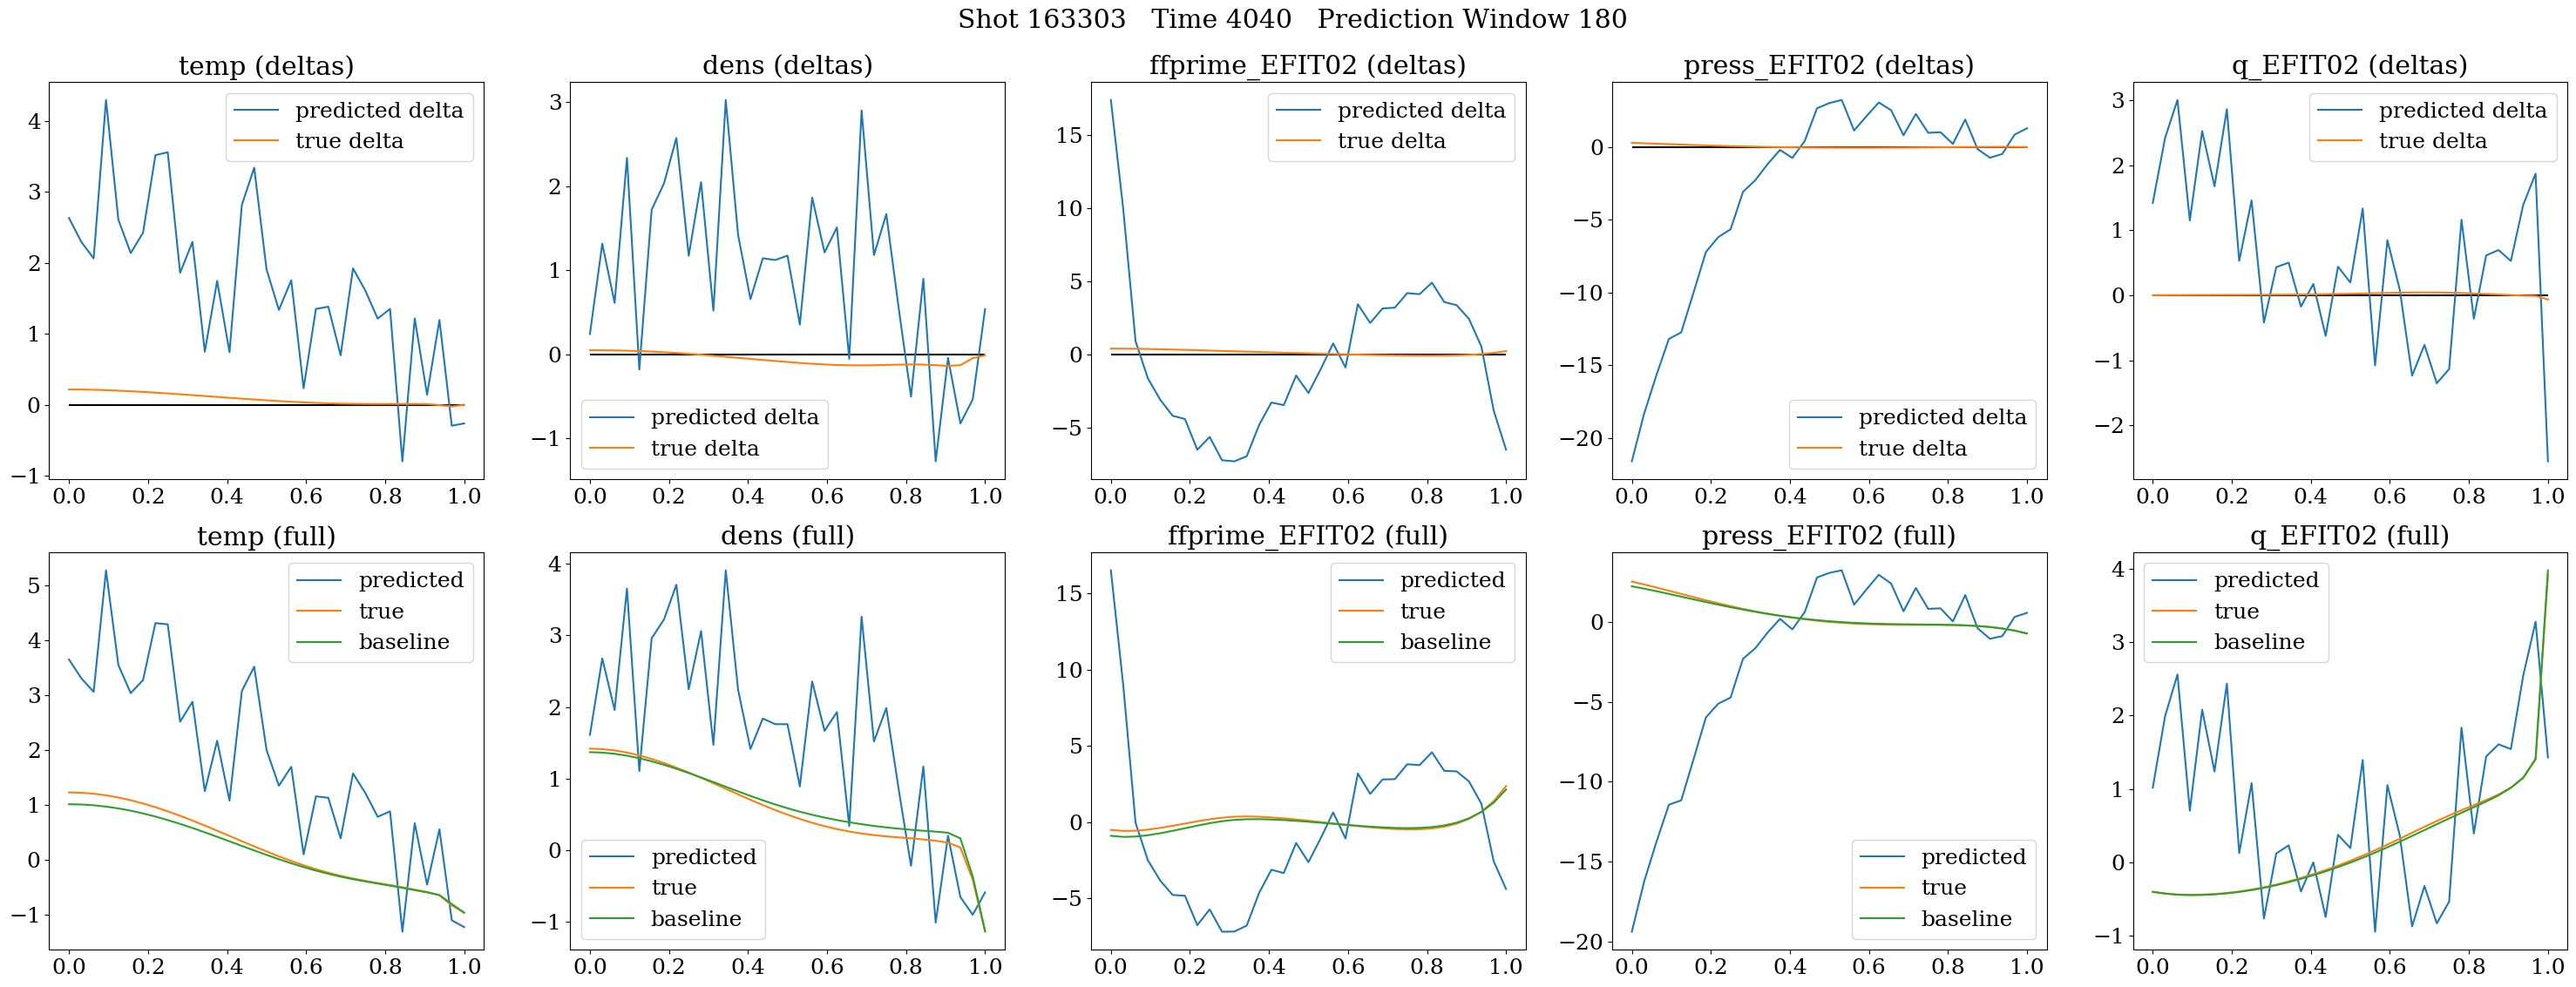 Shot 163303   Time 4040   Prediction Window 180
temp (deltas)
predicted delta
true delta
4
3
2
1
0
−1
0.0 0.2 0.4 0.6 0.8 1.0
dens (deltas)
3
2
1
0
−1
predicted delta
true delta
0.0 0.2 0.4 0.6 0.8 1.0
ffprime_EFIT02 (deltas)
predicted delta
true delta
15
10
5
0
−5
0.0 0.2 0.4 0.6 0.8 1.0
press_EFIT02 (deltas)
0
−5
−10
−15
−20
predicted delta
true delta
0.0 0.2 0.4 0.6 0.8 1.0
q_EFIT02 (deltas)
predicted delta
true delta
3
2
1
0
−1
−2
0.0 0.2 0.4 0.6 0.8 1.0
temp (full)
predicted
true
baseline
5
4
3
2
1
0
−1
0.0 0.2 0.4 0.6 0.8 1.0
dens (full)
4
3
2
1
0
−1
predicted
true
baseline
0.0 0.2 0.4 0.6 0.8 1.0
ffprime_EFIT02 (full)
predicted
true
baseline
15
10
5
0
−5
0.0 0.2 0.4 0.6 0.8 1.0
press_EFIT02 (full)
0
−5
−10
−15
−20
predicted
true
baseline
0.0 0.2 0.4 0.6 0.8 1.0
q_EFIT02 (full)
predicted
true
baseline
4
3
2
1
0
−1
0.0 0.2 0.4 0.6 0.8 1.0